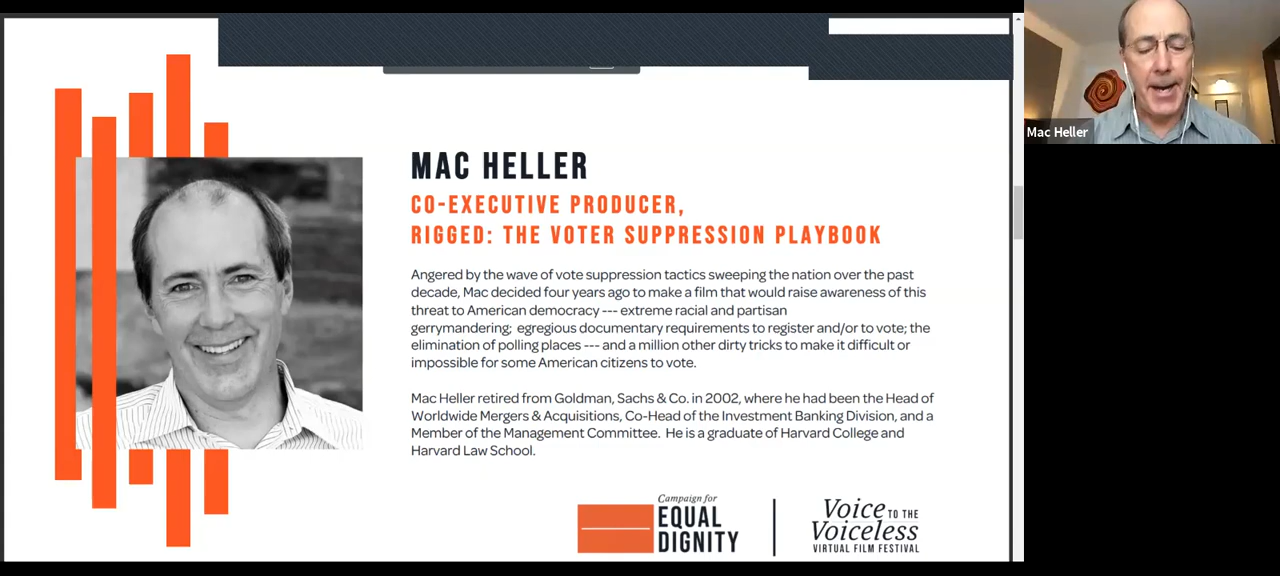 MAC HELLER
CO-EXECUTIVE PRODUCER,
RIGGED: THE VOTER SUPPRESSION PLAYBOOK
Angered by the wave of vote suppression tactics sweeping the nation over the past
decade, Mac decided four years ago to make a film that would raise awareness of this
threat to American democracy --- extreme racial and partisan
gerrymandering;  egregious documentary requirements to register and/or to vote; the
elimination of polling places --- and a million other dirty tricks to make it difficult or
impossible for some American citizens to vote.
Mac Heller retired from Goldman, Sachs & Co. in 2002, where he had been the Head of
Worldwide Mergers & Acquisitions, Co-Head of the Investment Banking Division, and a
Member of the Management Committee.  He is a graduate of Harvard College and
Harvard Law School.
Campaign for
EQUAL
DIGNITY
Voice TO THE
Voiceless
VIRTUAL FILM FESTIVAL
Mac Heller